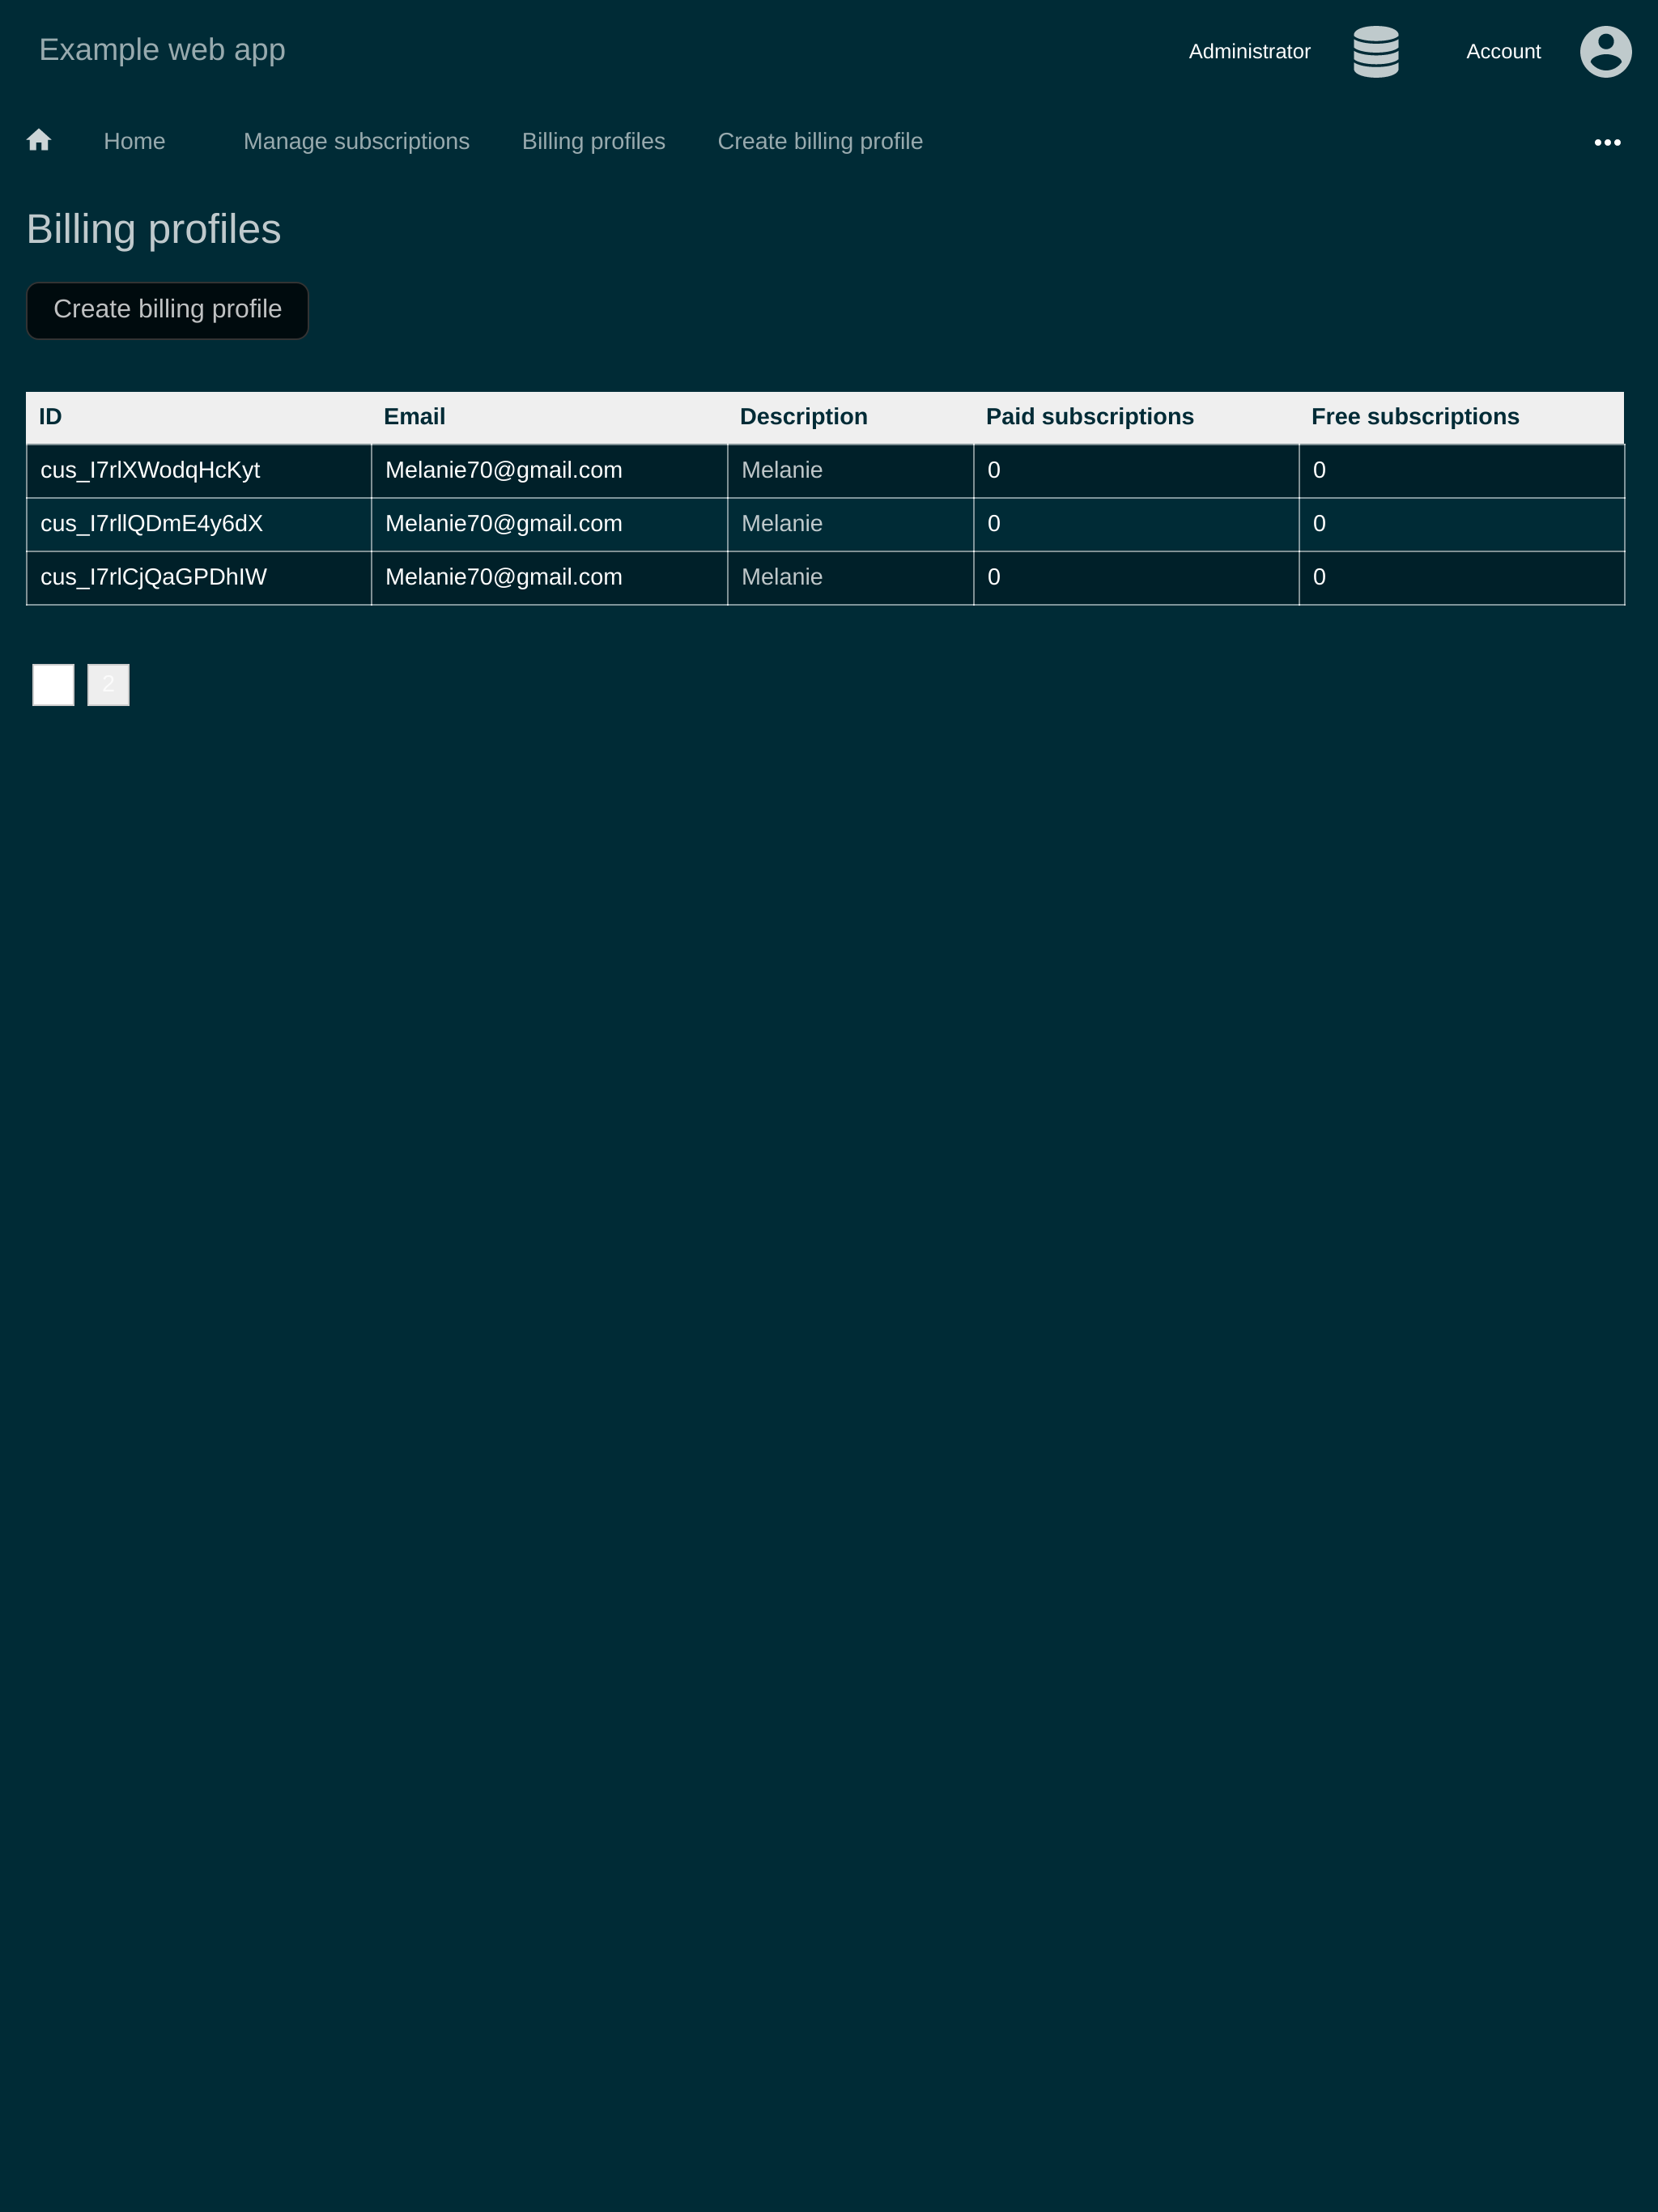 Example web app
Administrator Account
Home Manage subscriptions Billing profiles Create billing profile
Billing profiles
Create billing profile
ID Email Description Paid subscriptions Free subscriptions
cus_I7rlXWodqHcKyt Melanie70@gmail.com Melanie 0 0
cus_I7rllQDmE4y6dX Melanie70@gmail.com Melanie 0 0
cus_I7rlCjQaGPDhIW Melanie70@gmail.com Melanie 0 0
2